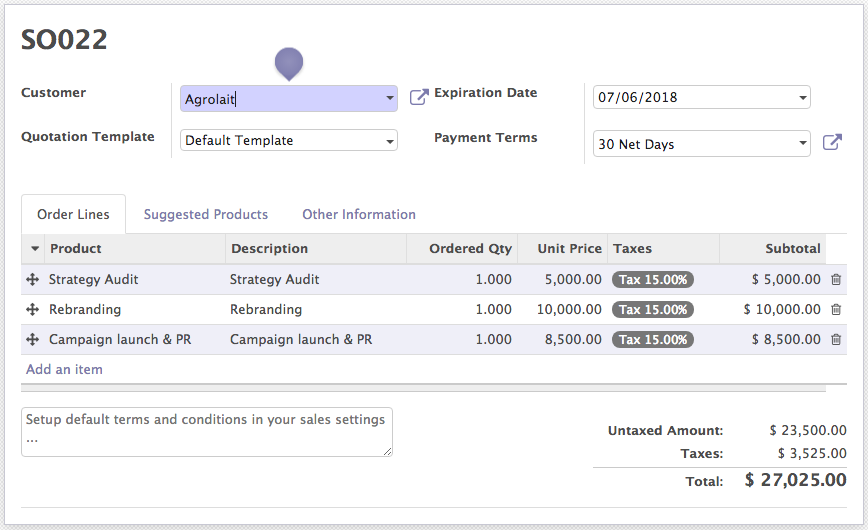 SO022
Customer Agrolait Expiration Date 07/06/2018
Quotation Template Default Template Payment Terms 30 Net Days
Order Lines Suggested Products Other Information
Product Description Ordered Qty Unit Price Taxes Subtotal
Strategy Audit Strategy Audit 1.000 5,000.00 Tax 15.00% $ 5,000.00
Rebranding Rebranding 1.000 10,000.00 Tax 15.00% $ 10,000.00
Campaign launch & PR Campaign launch & PR 1.000 8,500.00 Tax 15.00% $ 8,500.00
Add an item
Setup default terms and conditions in your sales settings
...
Untaxed Amount: $ 23,500.00
Taxes: $ 3,525.00
Total: $ 27,025.00